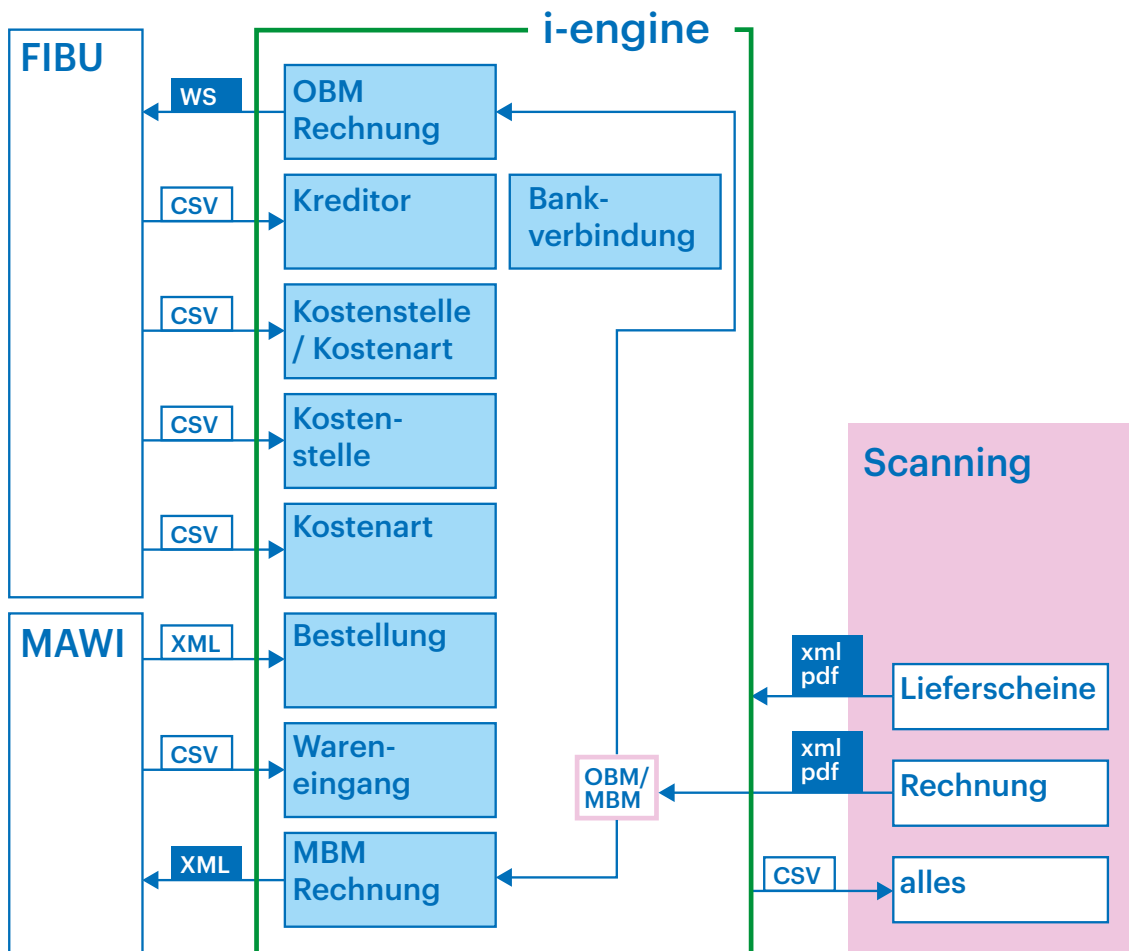 i-engine
FIBU
WS
OBM
Rechnung
CSV
Kreditor
Bank-
verbindung
CSV
Kostenstelle
/ Kostenart
CSV
Kosten-
stelle
CSV
Kostenart
MAWI
XML
Bestellung
CSV
Waren-
eingang
XML
MBM
Rechnung
OBM/
MBM
Scanning
xml
pdf
Lieferscheine
xml
pdf
Rechnung
CSV
alles